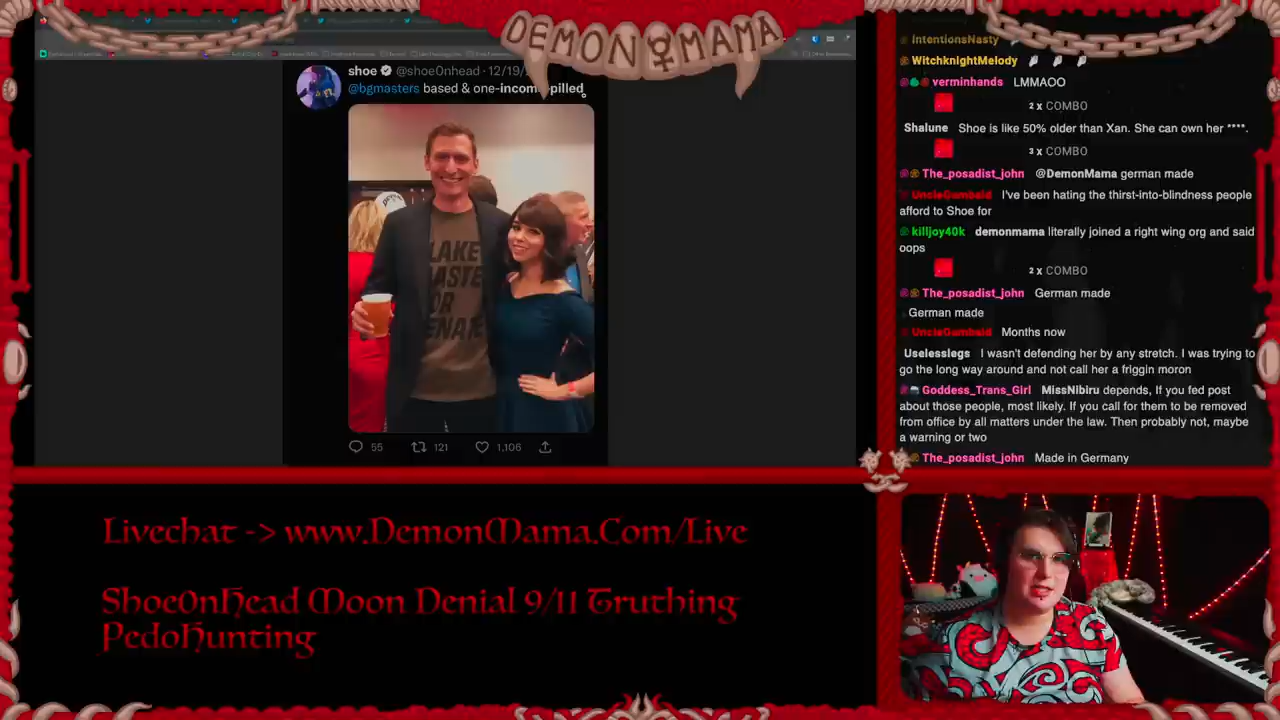 DEMON MAMA
shoe @shoe0nhead · 12/19/
@bgmasters based & one-income-pilled
LAKE
MASTE
OR
ENAT
55 121 1,106
IntentionsNasty
WitchknightMelody
verminhands LMMAOO
2 x COMBO
Shalune Shoe is like 50% older than Xan. She can own her ****.
3 x COMBO
The_posadist_john @DemonMama german made
UncleGumbald I've been hating the thirst-into-blindness people
afford to Shoe for
killjoy40k demonmama literally joined a right wing org and said
oops
2 x COMBO
The_posadist_john German made
German made
UncleGumbald Months now
Uselesslegs I wasn't defending her by any stretch. I was trying to
go the long way around and not call her a friggin moron
Goddess_Trans_Girl MissNibiru depends, If you fed post
about those people, most likely. If you call for them to be removed
from office by all matters under the law. Then probably not, maybe
a warning or two
The_posadist_john Made in Germany
Livechat -> www.DemonMama.Com/Live
Shoe0nHead Moon Denial 9/11 Truthing
PedoHunting